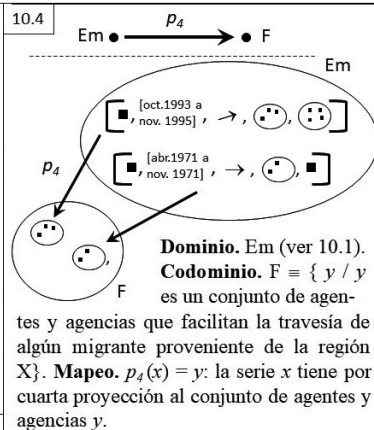 10.4
p₄
Em F
Em
[■, [oct.1993 a nov. 1995], →, , ]
[■, [abr.1971 a nov. 1971], →, , ■]
p₄
F
Dominio. Em (ver 10.1).
Codominio. F ≡ { y / y
es un conjunto de agen-
tes y agencias que facilitan la travesía de
algún migrante proveniente de la región
X}. Mapeo. p₄(x) = y: la serie x tiene por
cuarta proyección al conjunto de agentes y
agencias y.